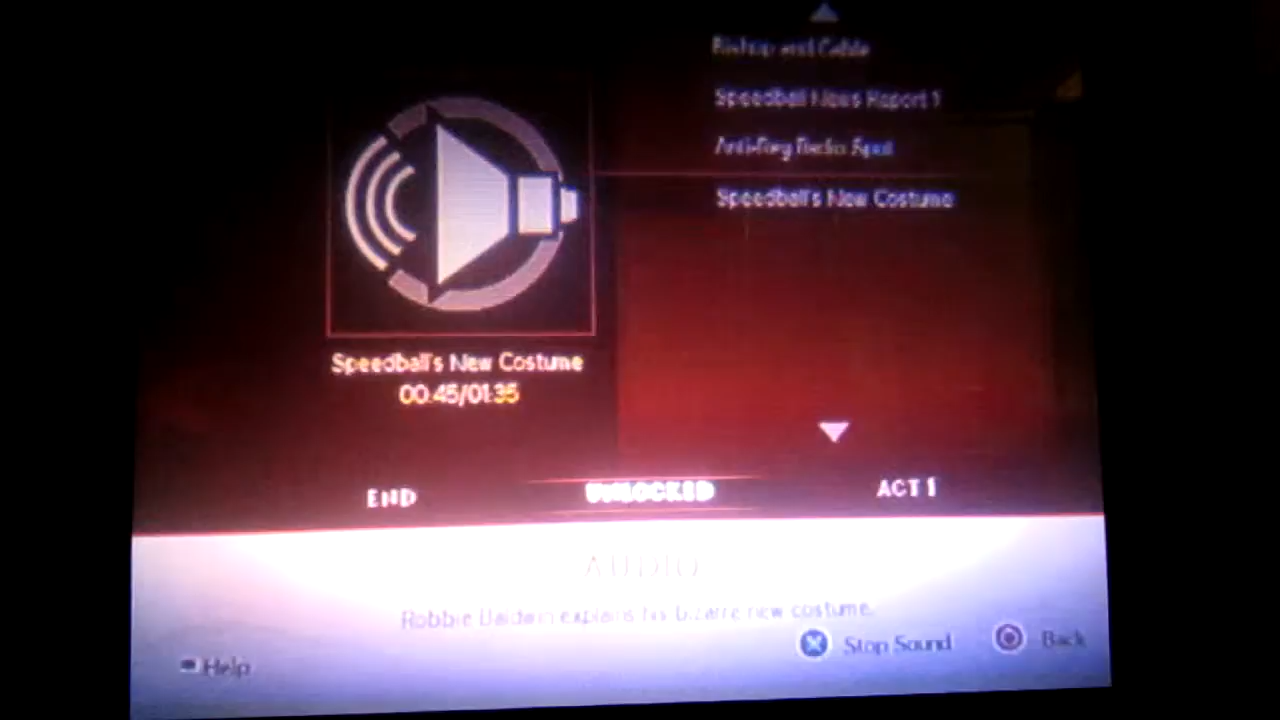 Bishop and Cable
Speedball News Report 1
Anti-Reg Radio Spot
Speedball's New Costume
Speedball's New Costume
00:45/01:35
END
UNLOCKED
ACT 1
AUDIO
Robbie Baldwin explains his bizarre new costume.
Stop Sound
Back
Help